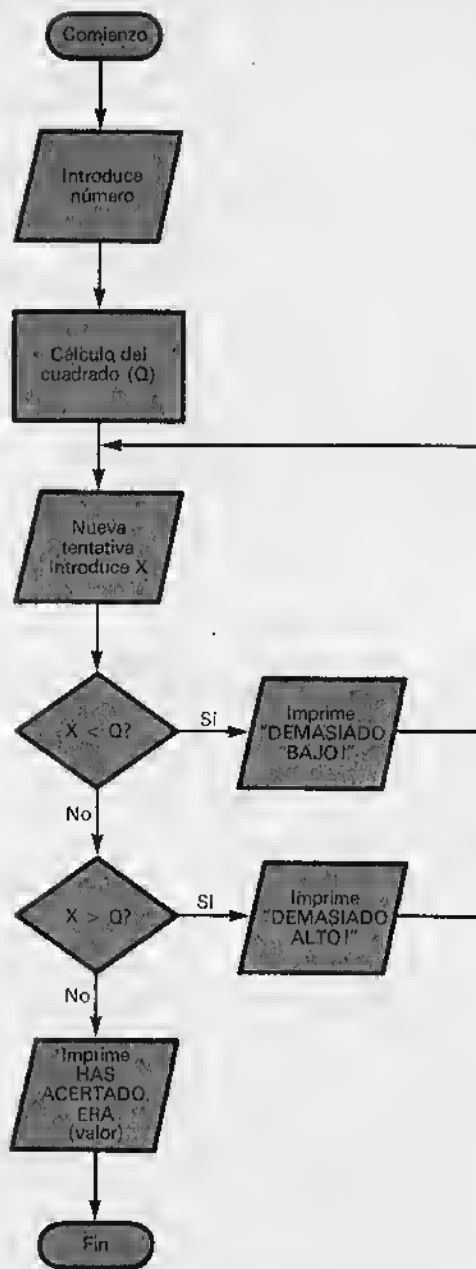 Comienzo
Introduce
número
Cálculo del
cuadrado (Q)
Nueva
tentativa
Introduce X
X < Q?
Si
Imprime
"DEMASIADO
BAJO!"
No
X > Q?
Si
Imprime
"DEMASIADO
ALTO!"
No
Imprime
HAS
ACERTADO.
ERA
(valor)
Fin